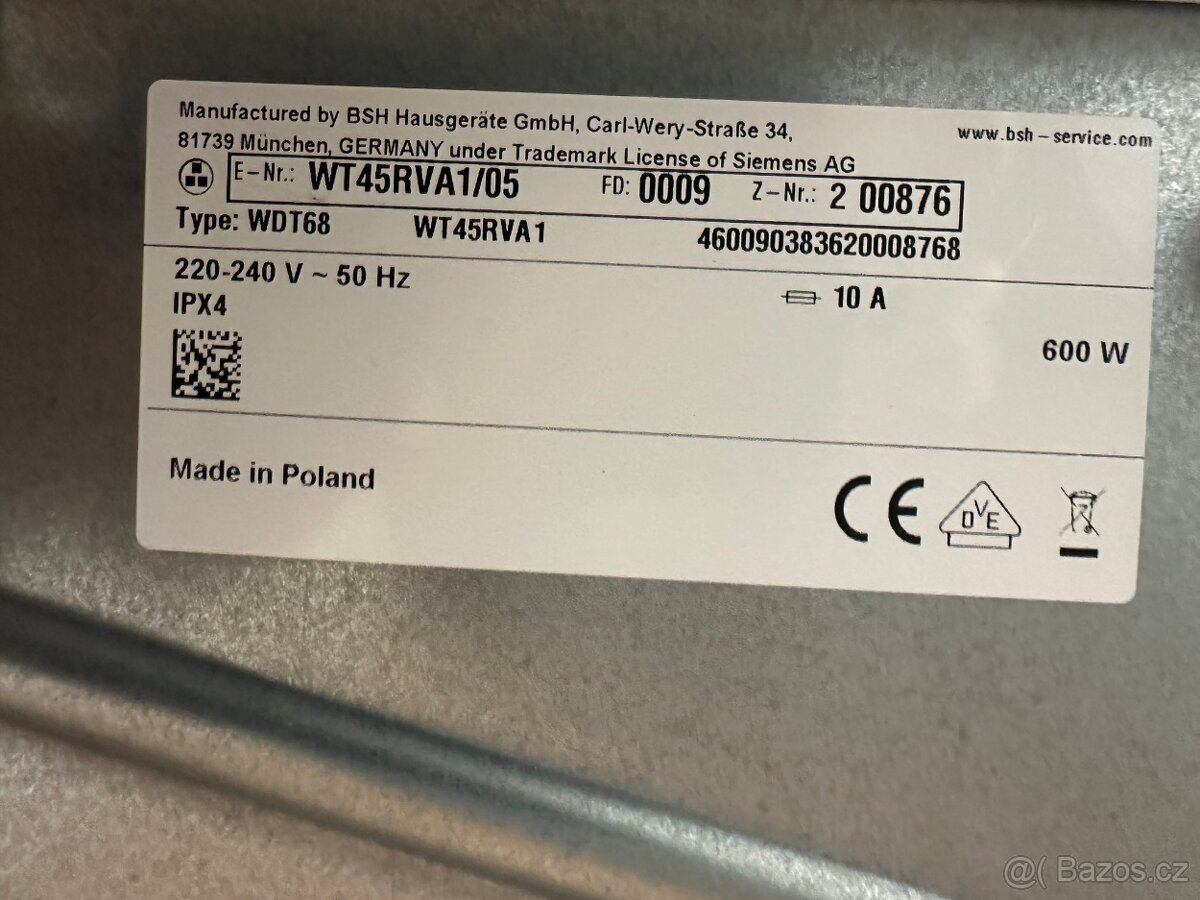 Manufactured by BSH Hausgeräte GmbH, Carl-Wery-Straße 34,
81739 München, GERMANY under Trademark License of Siemens AG
www.bsh-service.com
E-Nr.: WT45RVA1/05 FD: 0009 Z-Nr.: 2 00876
Type: WDT68 WT45RVA1 460090383620008768
220-240 V ~ 50 Hz 10 A
IPX4
600 W
Made in Poland
CE DVE
@( Bazos.cz